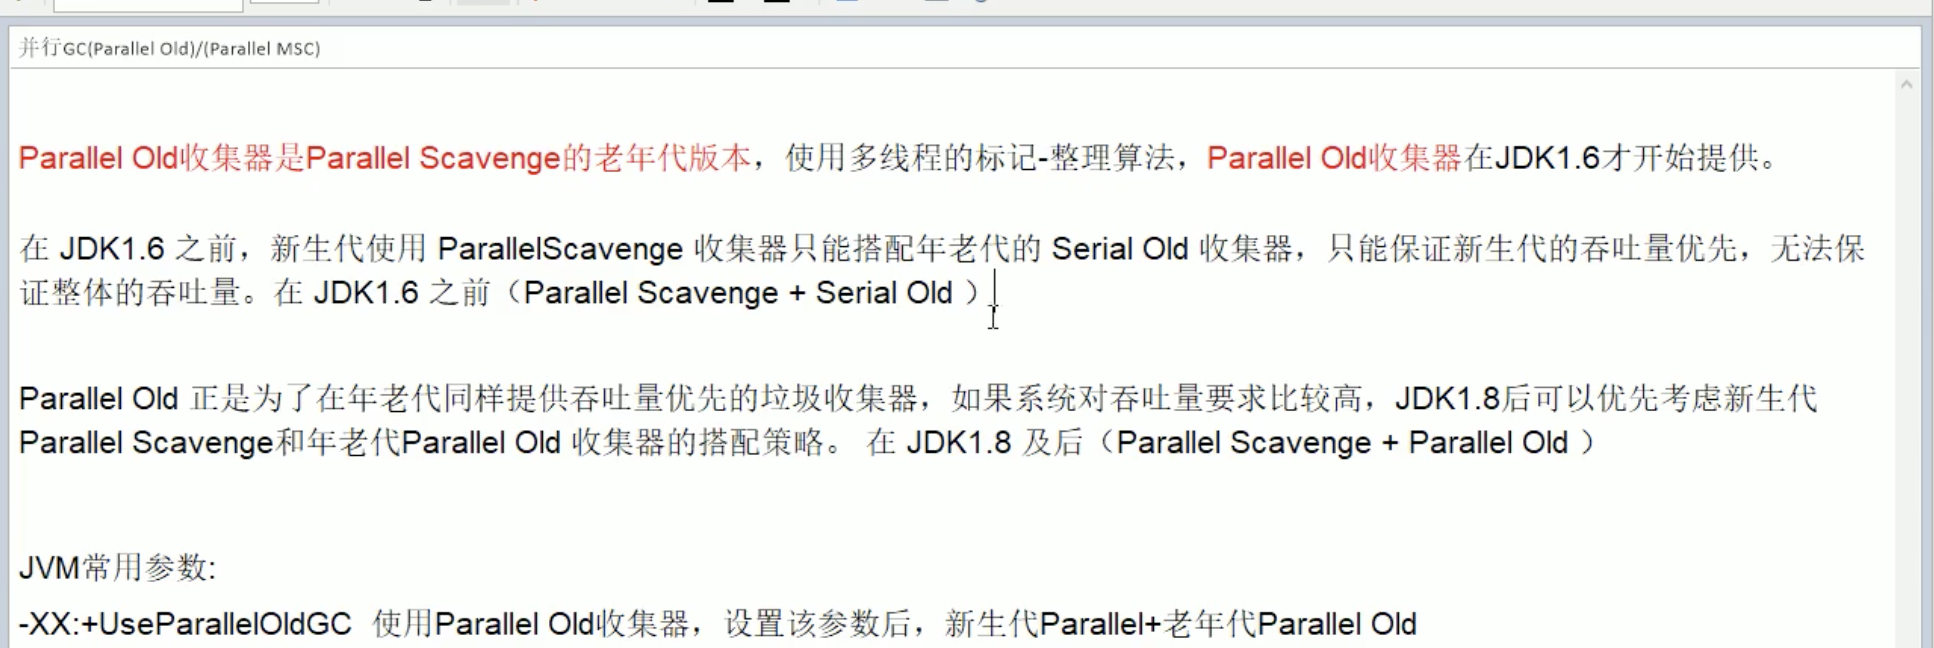 并行GC(Parallel Old)/(Parallel MSC)
Parallel Old收集器是Parallel Scavenge的老年代版本，使用多线程的标记-整理算法，Parallel Old收集器在JDK1.6才开始提供。
在 JDK1.6 之前，新生代使用 ParallelScavenge 收集器只能搭配年老代的 Serial Old 收集器，只能保证新生代的吞吐量优先，无法保
证整体的吞吐量。在 JDK1.6 之前（Parallel Scavenge + Serial Old ）
Parallel Old 正是为了在年老代同样提供吞吐量优先的垃圾收集器，如果系统对吞吐量要求比较高，JDK1.8后可以优先考虑新生代
Parallel Scavenge和年老代Parallel Old 收集器的搭配策略。 在 JDK1.8 及后（Parallel Scavenge + Parallel Old ）
JVM常用参数:
-XX:+UseParallelOldGC  使用Parallel Old收集器，设置该参数后，新生代Parallel+老年代Parallel Old